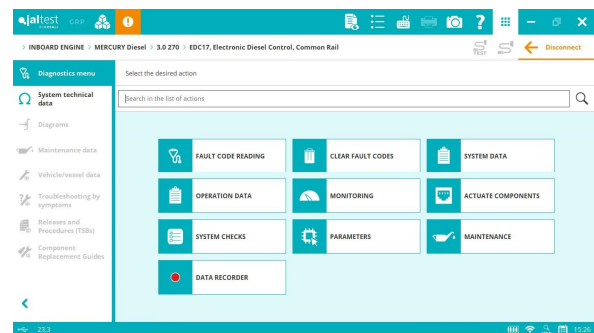 jaltest GRP
> INBOARD ENGINE > MERCURY Diesel > 3.0 270 > EDC17, Electronic Diesel Control, Common Rail
TEST
Disconnect
Diagnostics menu
Select the desired action
System technical
data
Search in the list of actions
Diagrams
Maintenance data
Vehicle/vessel data
Troubleshooting by
symptoms
Releases and
Procedures (TSBs)
Component
Replacement Guides
FAULT CODE READING
CLEAR FAULT CODES
SYSTEM DATA
OPERATION DATA
MONITORING
ACTUATE COMPONENTS
SYSTEM CHECKS
PARAMETERS
MAINTENANCE
DATA RECORDER
23.3
15:26